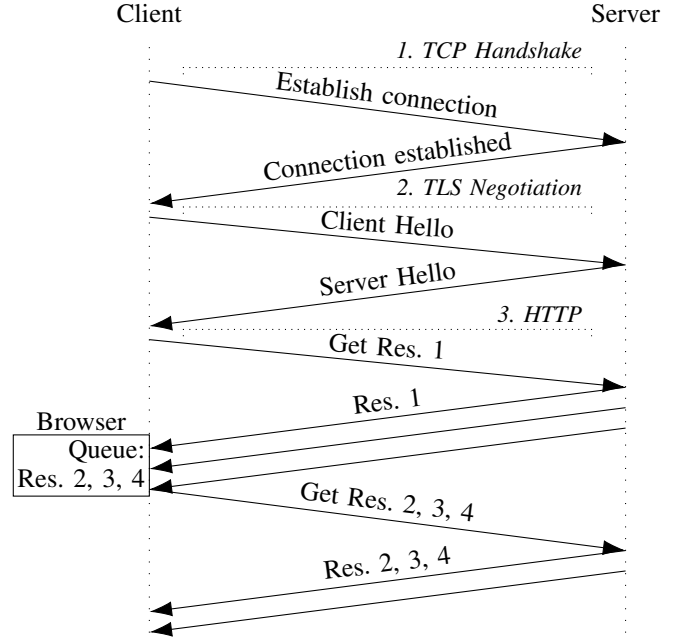 Client
Server
1. TCP Handshake
Establish connection
Connection established
2. TLS Negotiation
Client Hello
Server Hello
3. HTTP
Get Res. 1
Res. 1
Browser
Queue:
Res. 2, 3, 4
Get Res. 2, 3, 4
Res. 2, 3, 4